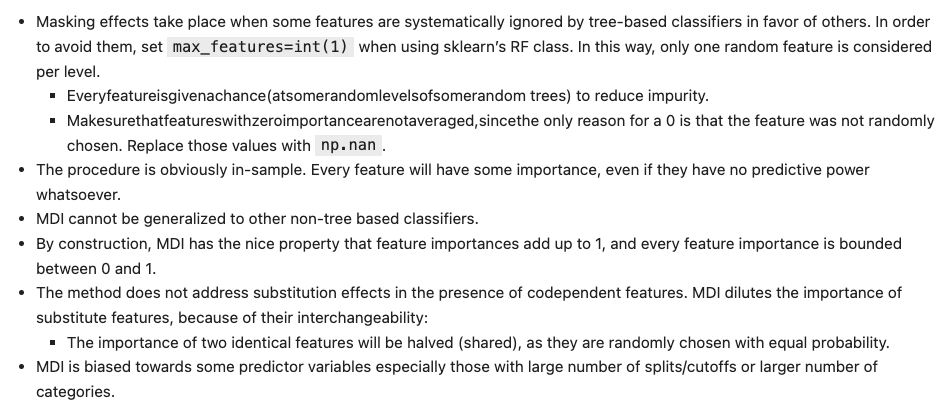 • Masking effects take place when some features are systematically ignored by tree-based classifiers in favor of others. In order
to avoid them, set max_features=int(1) when using sklearn’s RF class. In this way, only one random feature is considered
per level.
▪ Everyfeatureisgivenachance(atsomerandomlevelsofsomerandom trees) to reduce impurity.
▪ Makesurethatfeatureswithzeroimportancearenotaveraged,sincethe only reason for a 0 is that the feature was not randomly
chosen. Replace those values with np.nan .
• The procedure is obviously in-sample. Every feature will have some importance, even if they have no predictive power
whatsoever.
• MDI cannot be generalized to other non-tree based classifiers.
• By construction, MDI has the nice property that feature importances add up to 1, and every feature importance is bounded
between 0 and 1.
• The method does not address substitution effects in the presence of codependent features. MDI dilutes the importance of
substitute features, because of their interchangeability:
▪ The importance of two identical features will be halved (shared), as they are randomly chosen with equal probability.
• MDI is biased towards some predictor variables especially those with large number of splits/cutoffs or larger number of
categories.